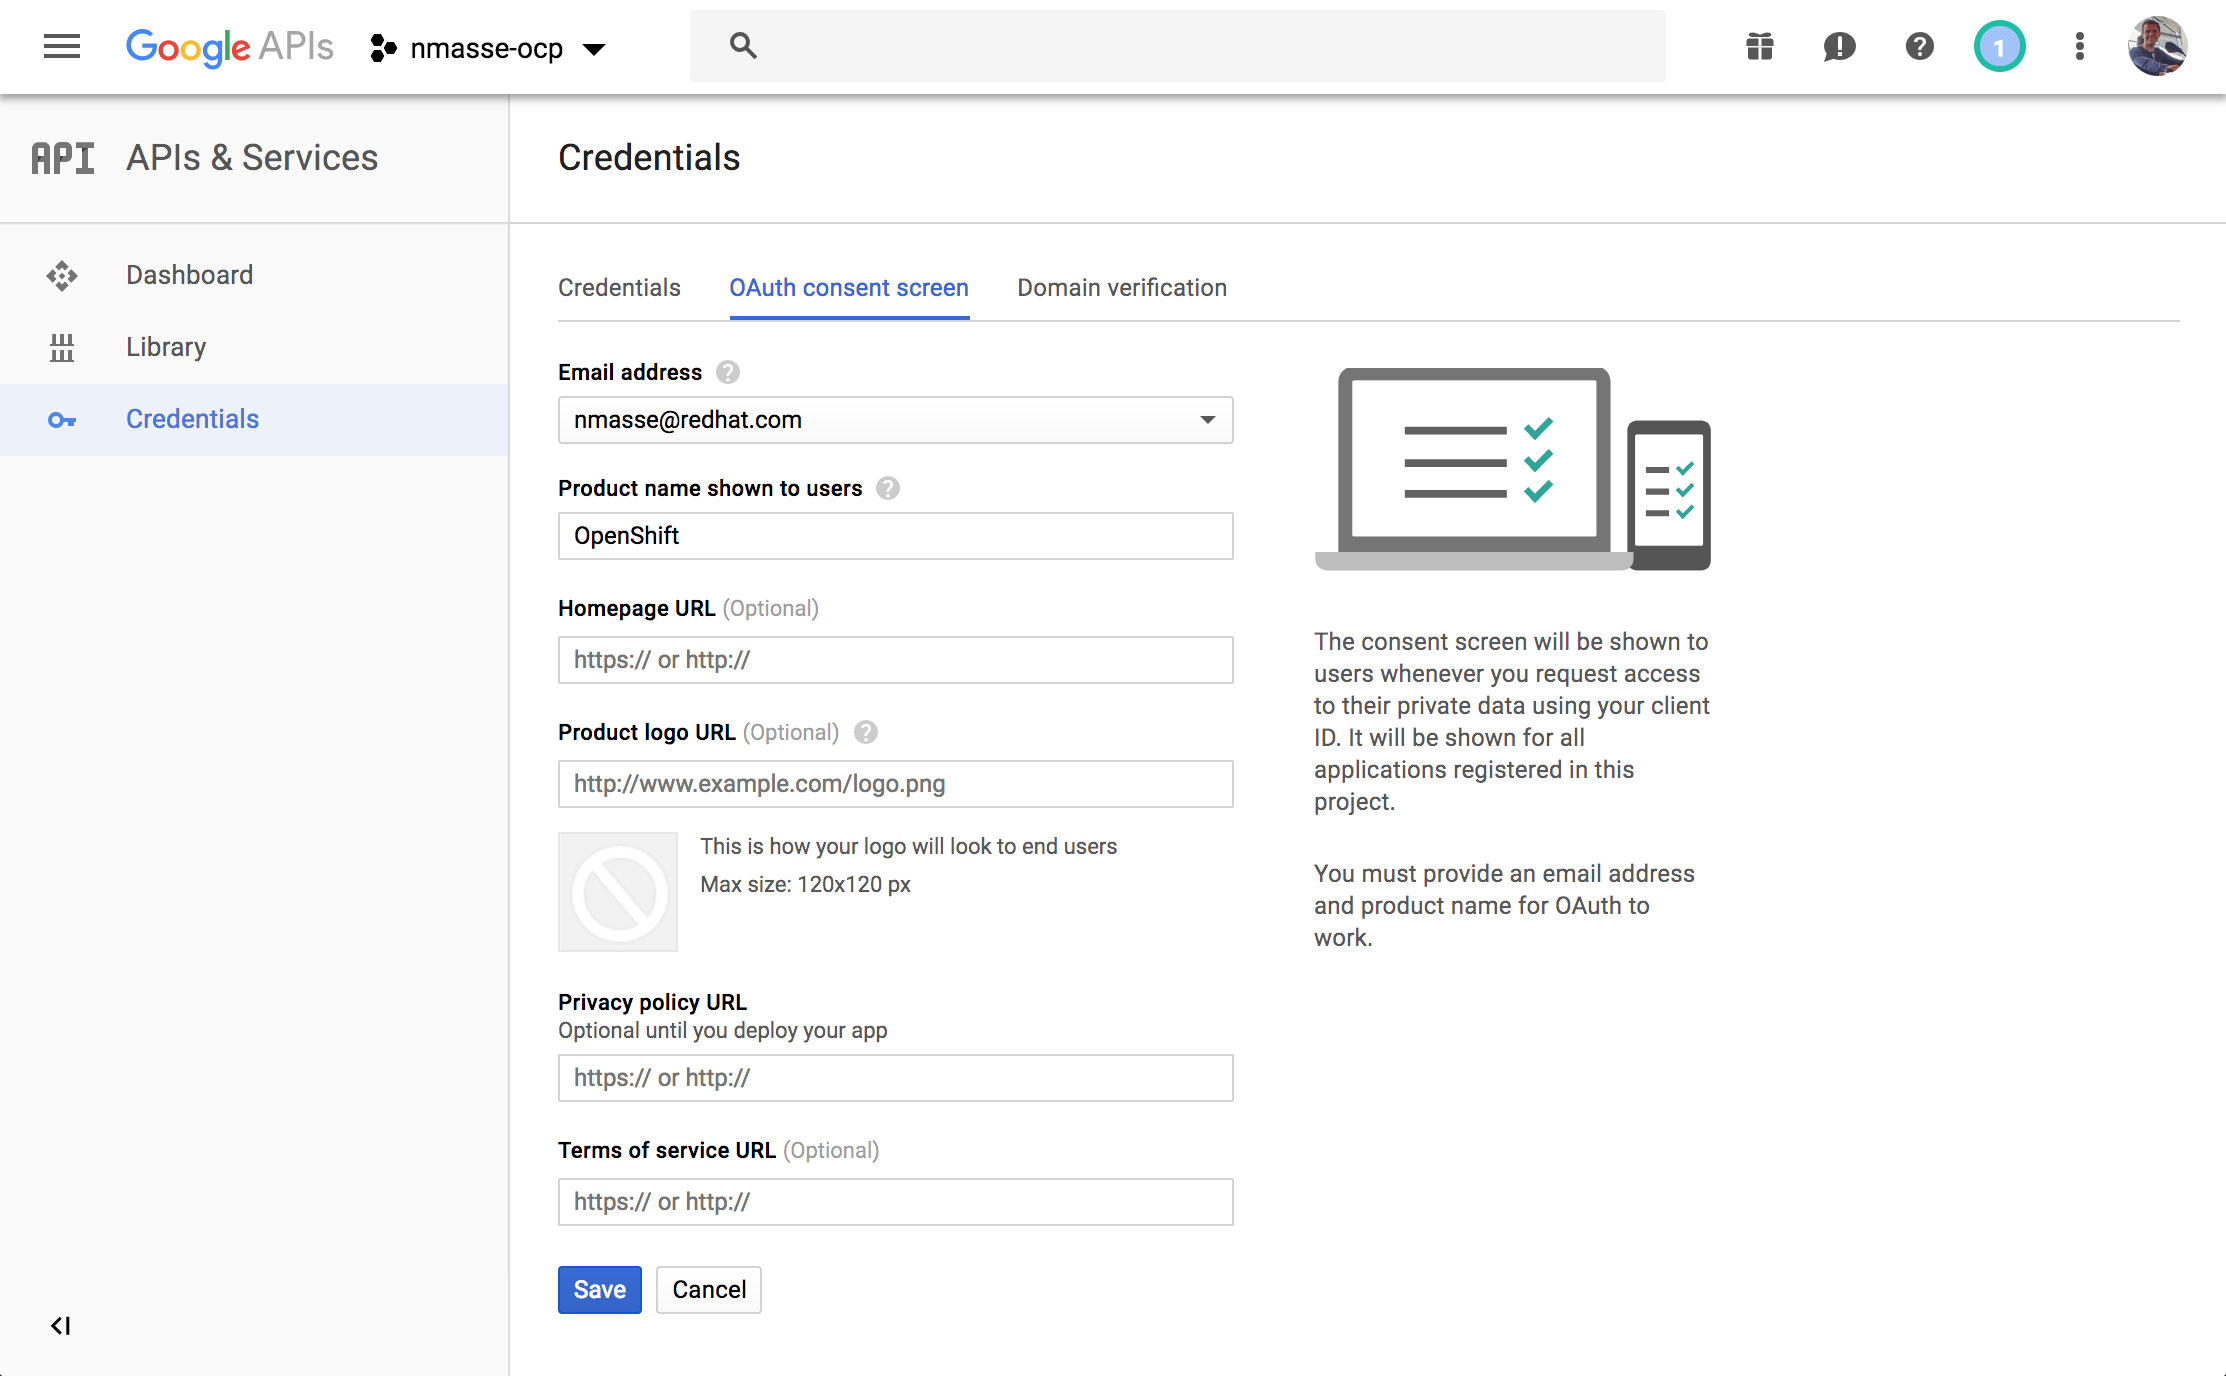 Google APIs
nmasse-ocp
1
API
APIs & Services
Credentials
Dashboard
Library
Credentials
Credentials
OAuth consent screen
Domain verification
Email address ?
nmasse@redhat.com
Product name shown to users ?
OpenShift
Homepage URL (Optional)
https:// or http://
Product logo URL (Optional) ?
http://www.example.com/logo.png
This is how your logo will look to end users
Max size: 120x120 px
Privacy policy URL
Optional until you deploy your app
https:// or http://
Terms of service URL (Optional)
https:// or http://
Save
Cancel
The consent screen will be shown to
users whenever you request access
to their private data using your client
ID. It will be shown for all
applications registered in this
project.
You must provide an email address
and product name for OAuth to
work.